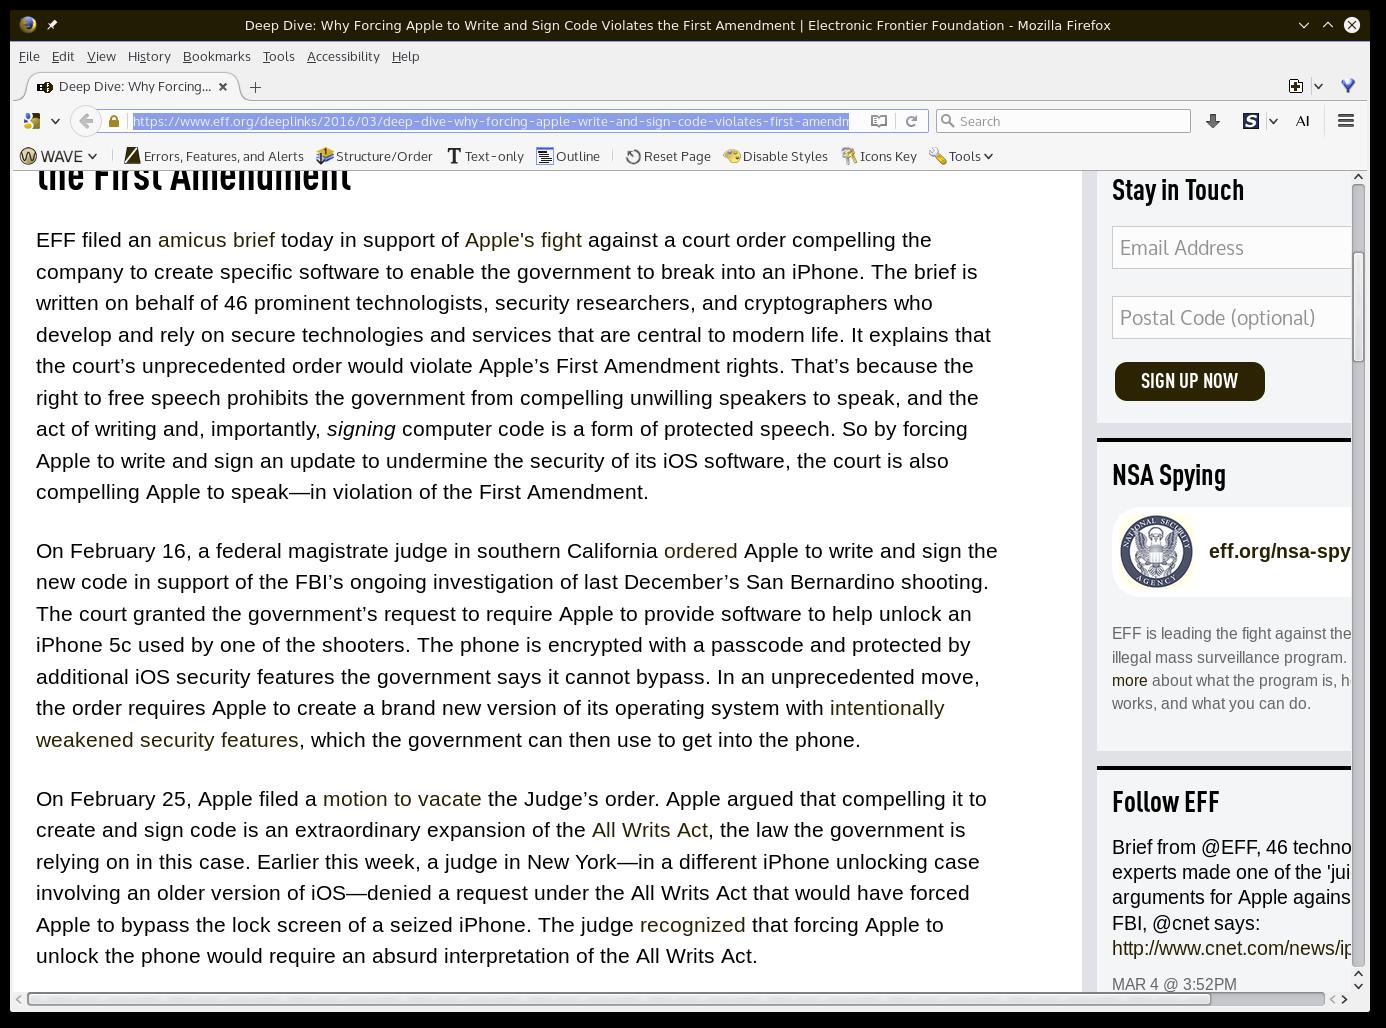 Deep Dive: Why Forcing Apple to Write and Sign Code Violates the First Amendment | Electronic Frontier Foundation - Mozilla Firefox
File Edit View History Bookmarks Tools Accessibility Help
Deep Dive: Why Forcing...
https://www.eff.org/deeplinks/2016/03/deep-dive-why-forcing-apple-write-and-sign-code-violates-first-amendm
Search
S
AI
WAVE
Errors, Features, and Alerts
Structure/Order
Text-only
Outline
Reset Page
Disable Styles
Icons Key
Tools
the First Amendment
EFF filed an amicus brief today in support of Apple's fight against a court order compelling the
company to create specific software to enable the government to break into an iPhone. The brief is
written on behalf of 46 prominent technologists, security researchers, and cryptographers who
develop and rely on secure technologies and services that are central to modern life. It explains that
the court’s unprecedented order would violate Apple’s First Amendment rights. That’s because the
right to free speech prohibits the government from compelling unwilling speakers to speak, and the
act of writing and, importantly, signing computer code is a form of protected speech. So by forcing
Apple to write and sign an update to undermine the security of its iOS software, the court is also
compelling Apple to speak—in violation of the First Amendment.
On February 16, a federal magistrate judge in southern California ordered Apple to write and sign the
new code in support of the FBI’s ongoing investigation of last December’s San Bernardino shooting.
The court granted the government’s request to require Apple to provide software to help unlock an
iPhone 5c used by one of the shooters. The phone is encrypted with a passcode and protected by
additional iOS security features the government says it cannot bypass. In an unprecedented move,
the order requires Apple to create a brand new version of its operating system with intentionally
weakened security features, which the government can then use to get into the phone.
On February 25, Apple filed a motion to vacate the Judge’s order. Apple argued that compelling it to
create and sign code is an extraordinary expansion of the All Writs Act, the law the government is
relying on in this case. Earlier this week, a judge in New York—in a different iPhone unlocking case
involving an older version of iOS—denied a request under the All Writs Act that would have forced
Apple to bypass the lock screen of a seized iPhone. The judge recognized that forcing Apple to
unlock the phone would require an absurd interpretation of the All Writs Act.
Stay in Touch
Email Address
Postal Code (optional)
SIGN UP NOW
NSA Spying
NATIONAL SECURITY AGENCY
eff.org/nsa-spy
EFF is leading the fight against the
illegal mass surveillance program.
more about what the program is, h
works, and what you can do.
Follow EFF
Brief from @EFF, 46 techno
experts made one of the 'jui
arguments for Apple agains
FBI, @cnet says:
http://www.cnet.com/news/ip
MAR 4 @ 3:52PM